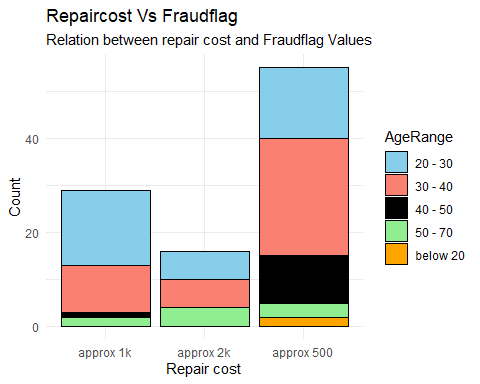 Repaircost Vs Fraudflag
Relation between repair cost and Fraudflag Values
Count
40
20
0
approx 1k
approx 2k
approx 500
Repair cost
AgeRange
20 - 30
30 - 40
40 - 50
50 - 70
below 20